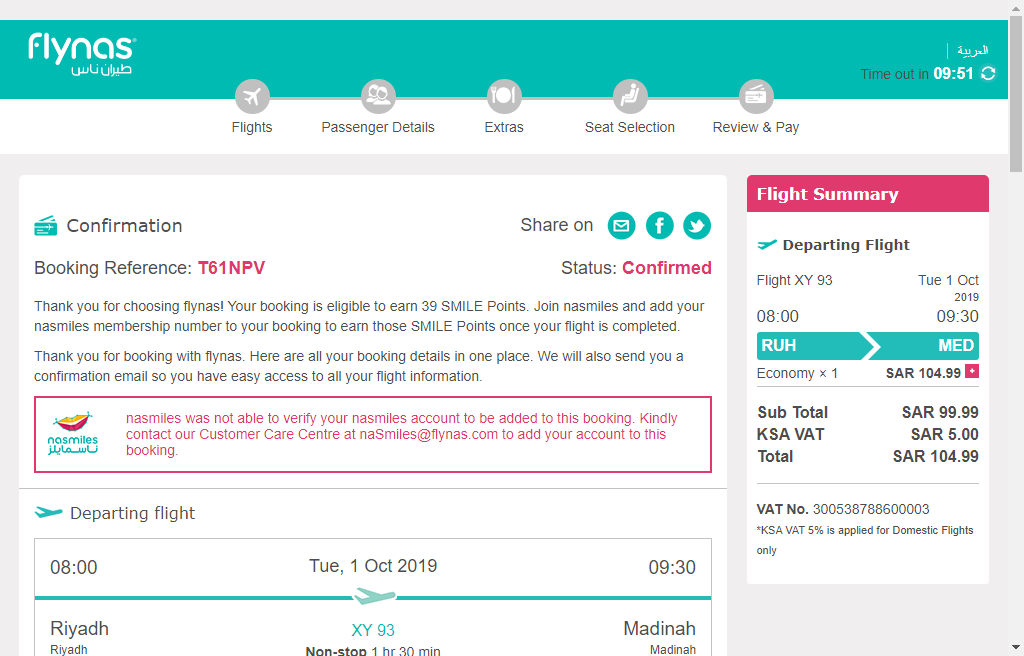 flynas
طيران ناس
العربية
Time out in 09:51
Flights
Passenger Details
Extras
Seat Selection
Review & Pay
Confirmation
Share on
Booking Reference: T61NPV
Status: Confirmed
Thank you for choosing flynas! Your booking is eligible to earn 39 SMILE Points. Join nasmiles and add your
nasmiles membership number to your booking to earn those SMILE Points once your flight is completed.
Thank you for booking with flynas. Here are all your booking details in one place. We will also send you a
confirmation email so you have easy access to all your flight information.
nasmiles
ناسمايلز
nasmiles was not able to verify your nasmiles account to be added to this booking. Kindly
contact our Customer Care Centre at naSmiles@flynas.com to add your account to this
booking.
Departing flight
08:00
Tue, 1 Oct 2019
09:30
Riyadh
XY 93
Madinah
Riyadh
Non-stop 1 hr 30 min
Madinah
Flight Summary
Departing Flight
Flight XY 93
Tue 1 Oct
2019
08:00
09:30
RUH
MED
Economy × 1
SAR 104.99 +
Sub Total
SAR 99.99
KSA VAT
SAR 5.00
Total
SAR 104.99
VAT No. 300538788600003
*KSA VAT 5% is applied for Domestic Flights
only